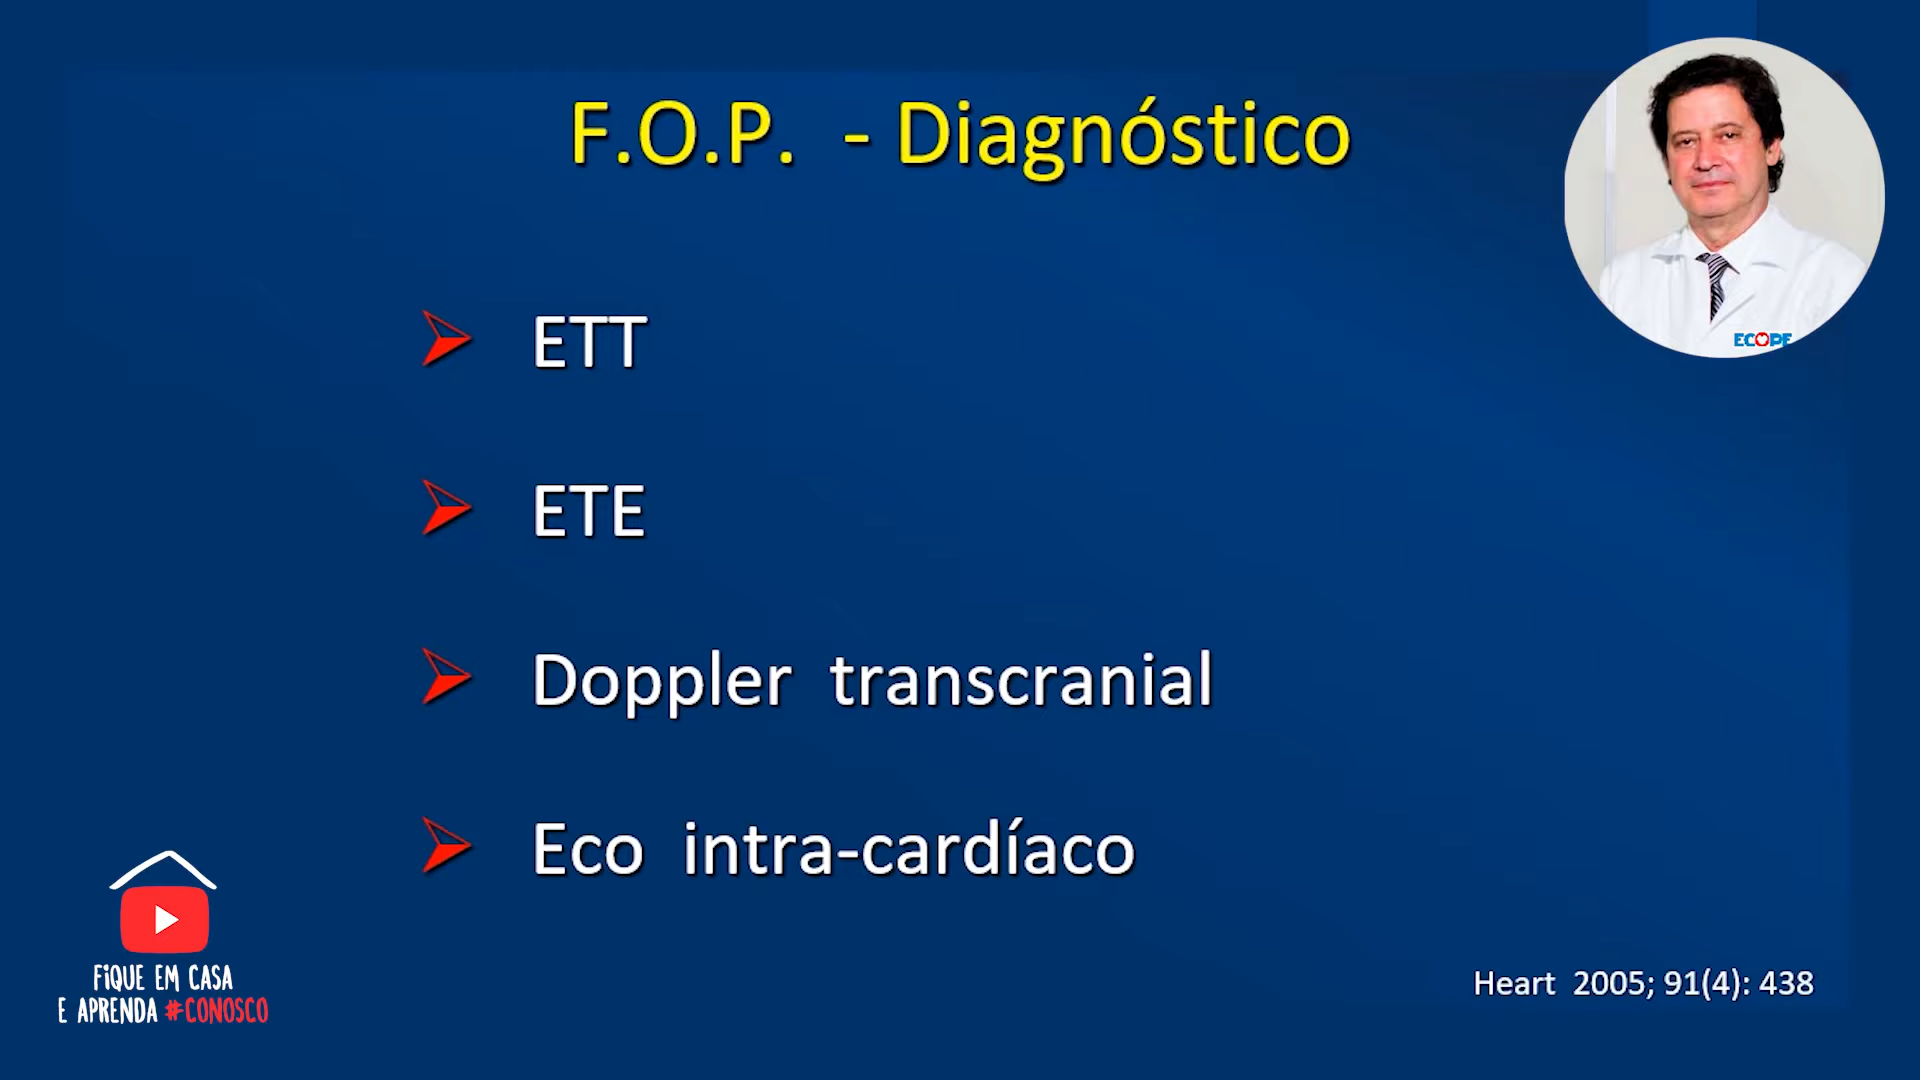 F.O.P. - Diagnóstico
ETT
ETE
Doppler transcranial
Eco intra-cardíaco
Heart 2005; 91(4): 438
FIQUE EM CASA
E APRENDA #CONOSCO
ECOPE